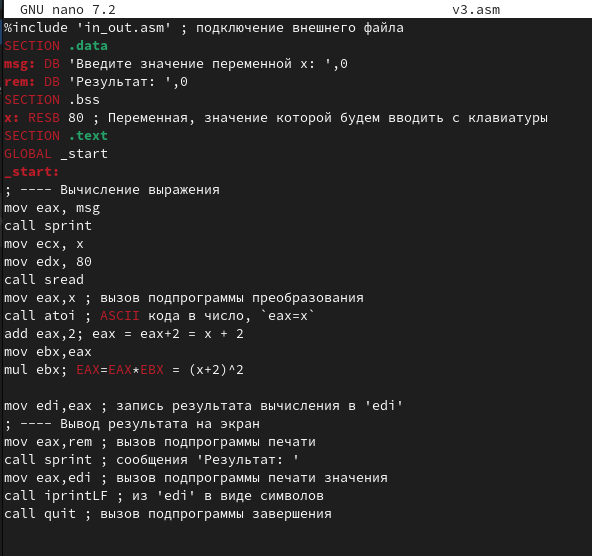 GNU nano 7.2 v3.asm
%include 'in_out.asm' ; подключение внешнего файла
SECTION .data
msg: DB 'Введите значение переменной x: ',0
rem: DB 'Результат: ',0
SECTION .bss
x: RESB 80 ; Переменная, значение которой будем вводить с клавиатуры
SECTION .text
GLOBAL _start
_start:
; ---- Вычисление выражения
mov eax, msg
call sprint
mov ecx, x
mov edx, 80
call sread
mov eax,x ; вызов подпрограммы преобразования
call atoi ; ASCII кода в число, `eax=x`
add eax,2; eax = eax+2 = x + 2
mov ebx,eax
mul ebx; EAX=EAX*EBX = (x+2)^2
mov edi,eax ; запись результата вычисления в 'edi'
; ---- Вывод результата на экран
mov eax,rem ; вызов подпрограммы печати
call sprint ; сообщения 'Результат: '
mov eax,edi ; вызов подпрограммы печати значения
call iprintLF ; из 'edi' в виде символов
call quit ; вызов подпрограммы завершения